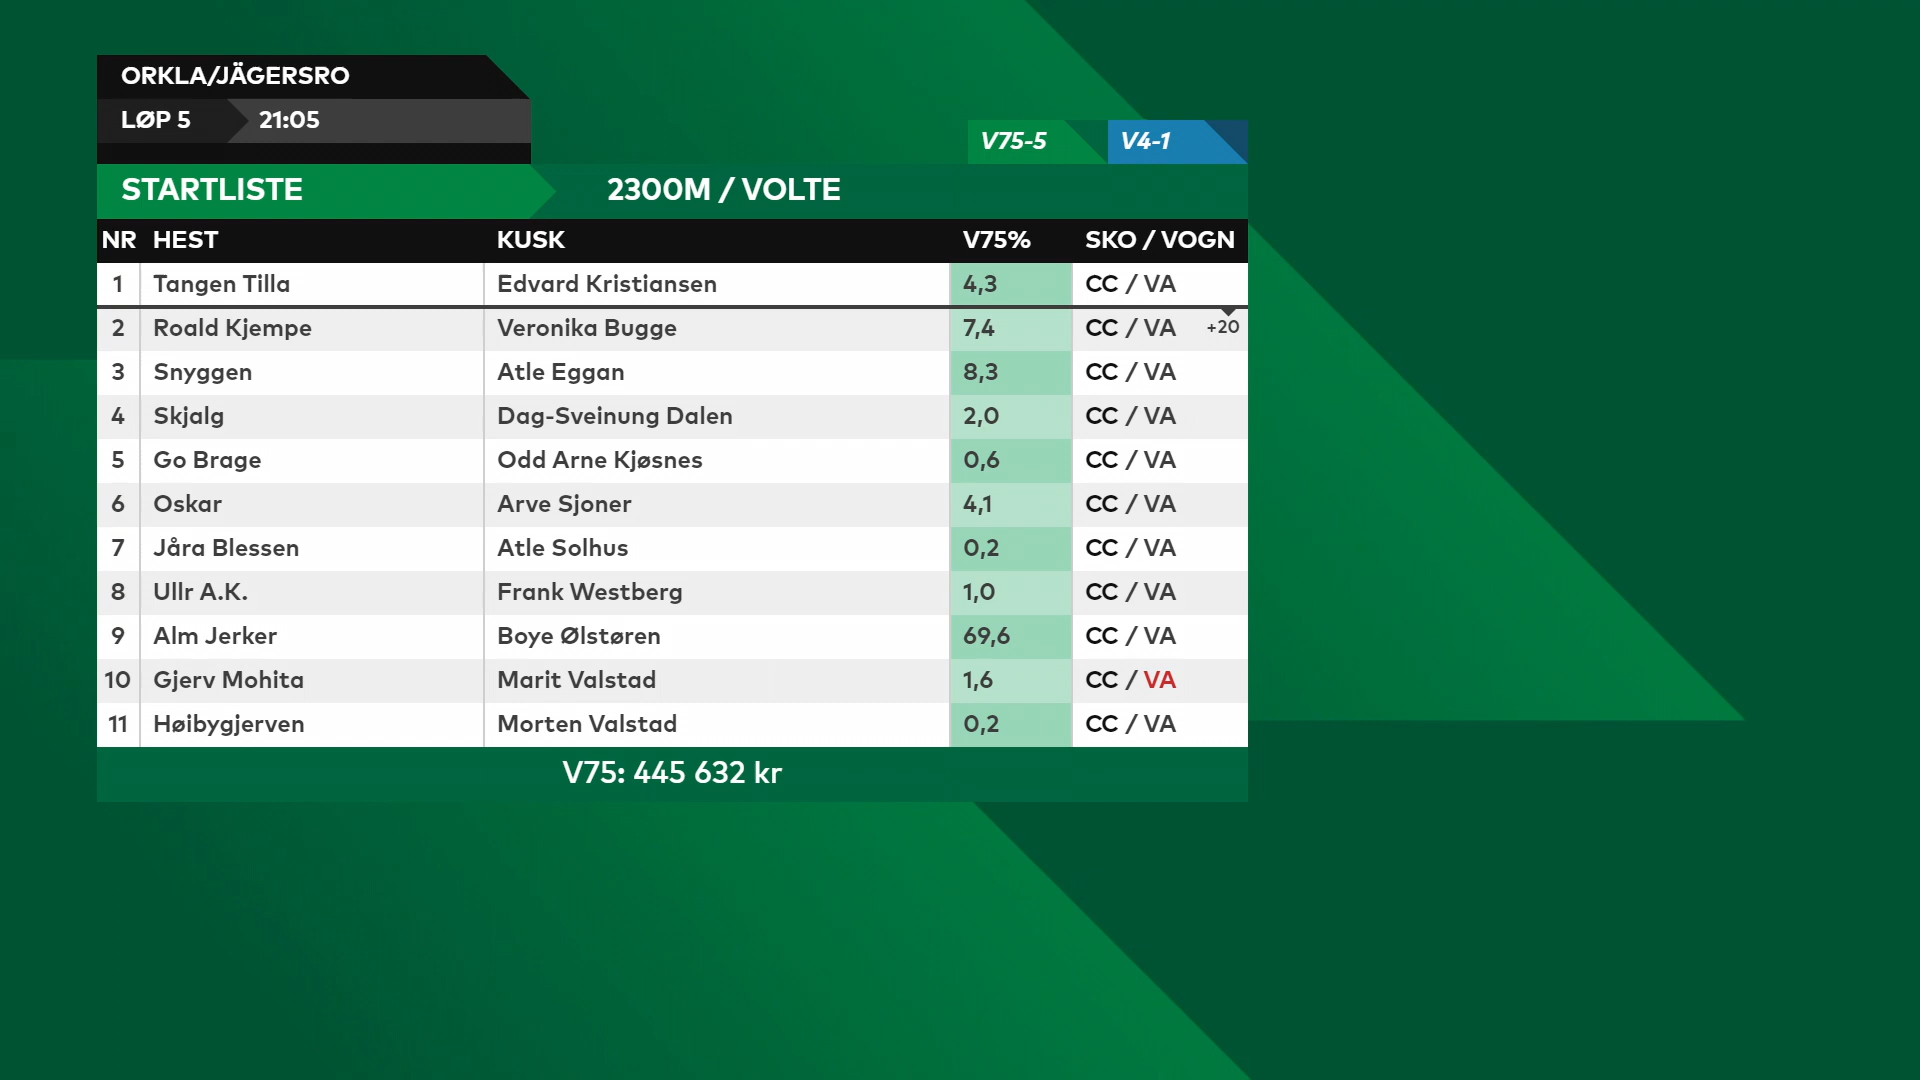 ORKLA/JÄGERSRO
LØP 5 21:05
V75-5 V4-1
STARTLISTE 2300M / VOLTE
NR HEST KUSK V75% SKO / VOGN
1 Tangen Tilla Edvard Kristiansen 4,3 CC / VA
2 Roald Kjempe Veronika Bugge 7,4 CC / VA +20
3 Snyggen Atle Eggan 8,3 CC / VA
4 Skjalg Dag-Sveinung Dalen 2,0 CC / VA
5 Go Brage Odd Arne Kjøsnes 0,6 CC / VA
6 Oskar Arve Sjoner 4,1 CC / VA
7 Jåra Blessen Atle Solhus 0,2 CC / VA
8 Ullr A.K. Frank Westberg 1,0 CC / VA
9 Alm Jerker Boye Ølstøren 69,6 CC / VA
10 Gjerv Mohita Marit Valstad 1,6 CC / VA
11 Høibygjerven Morten Valstad 0,2 CC / VA
V75: 445 632 kr